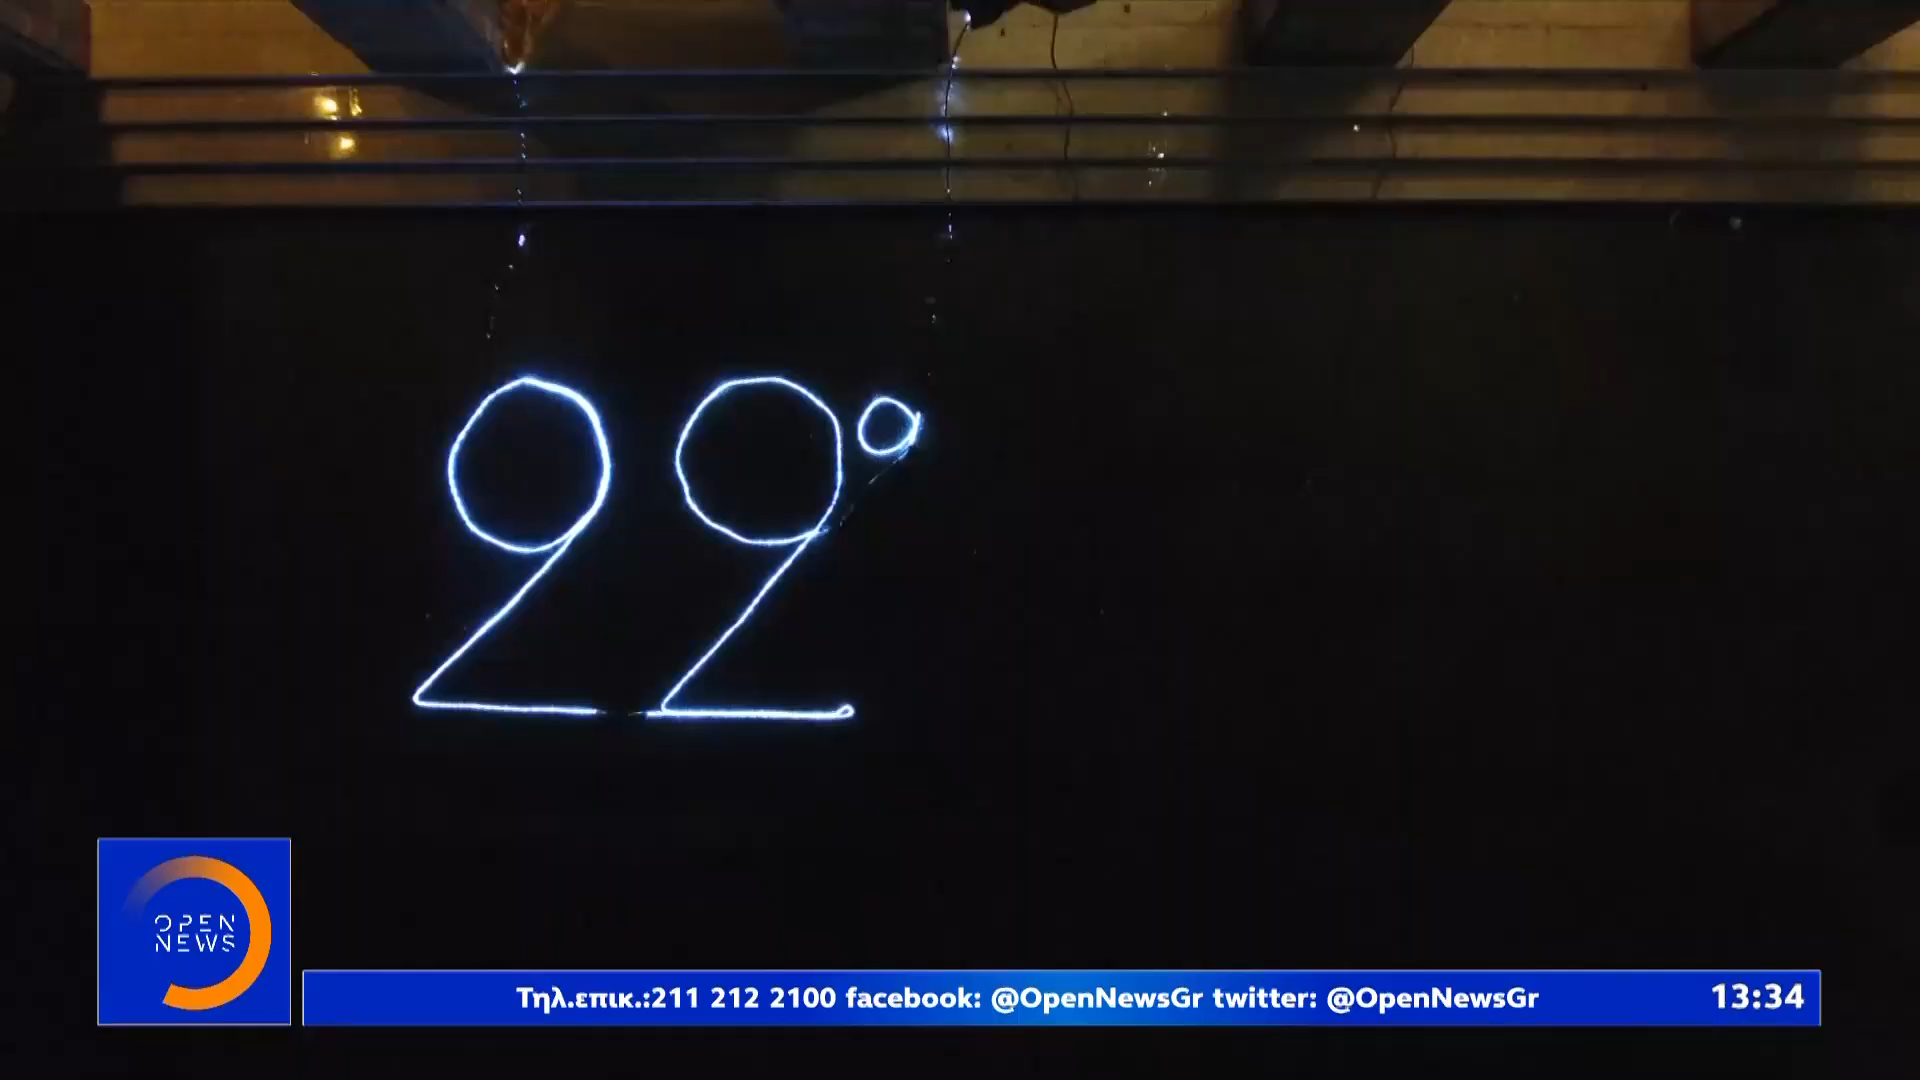 22°
OPEN
NEWS
Τηλ.επικ.:211 212 2100 facebook: @OpenNewsGr twitter: @OpenNewsGr
13:34